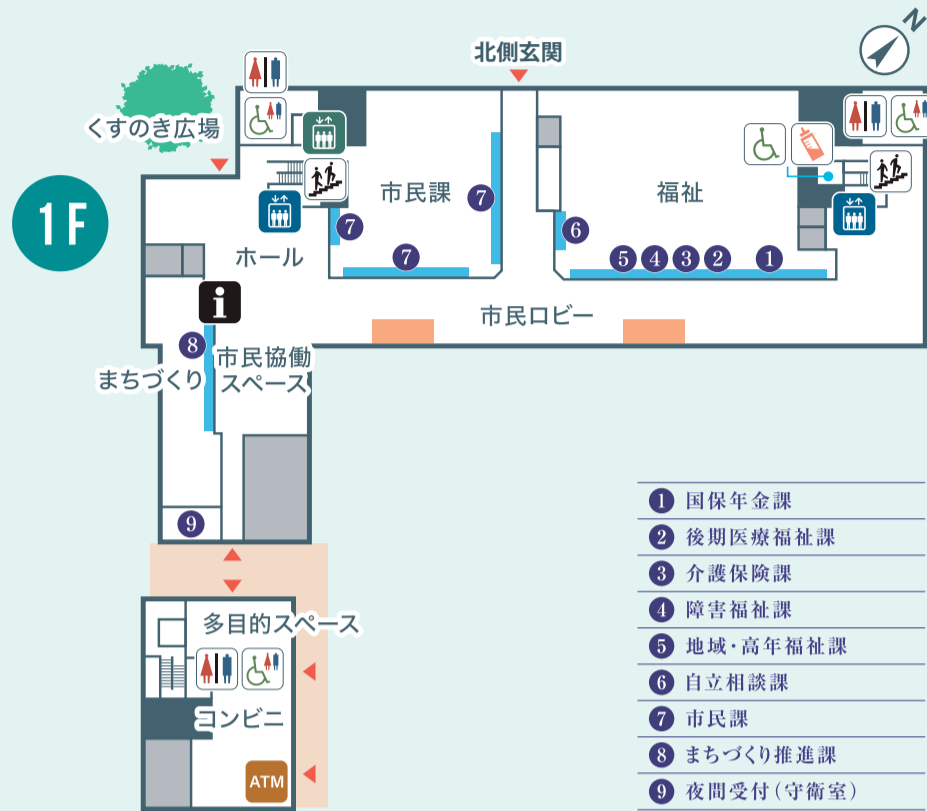 N
北側玄関
くすのき広場
1F
市民課
7
福祉
7
6
5 4 3 2 1
7
ホール
i
市民ロビー
8
市民協働
スペース
まちづくり
9
多目的スペース
コンビニ
ATM
1 国保年金課
2 後期医療福祉課
3 介護保険課
4 障害福祉課
5 地域・高年福祉課
6 自立相談課
7 市民課
8 まちづくり推進課
9 夜間受付(守衛室)